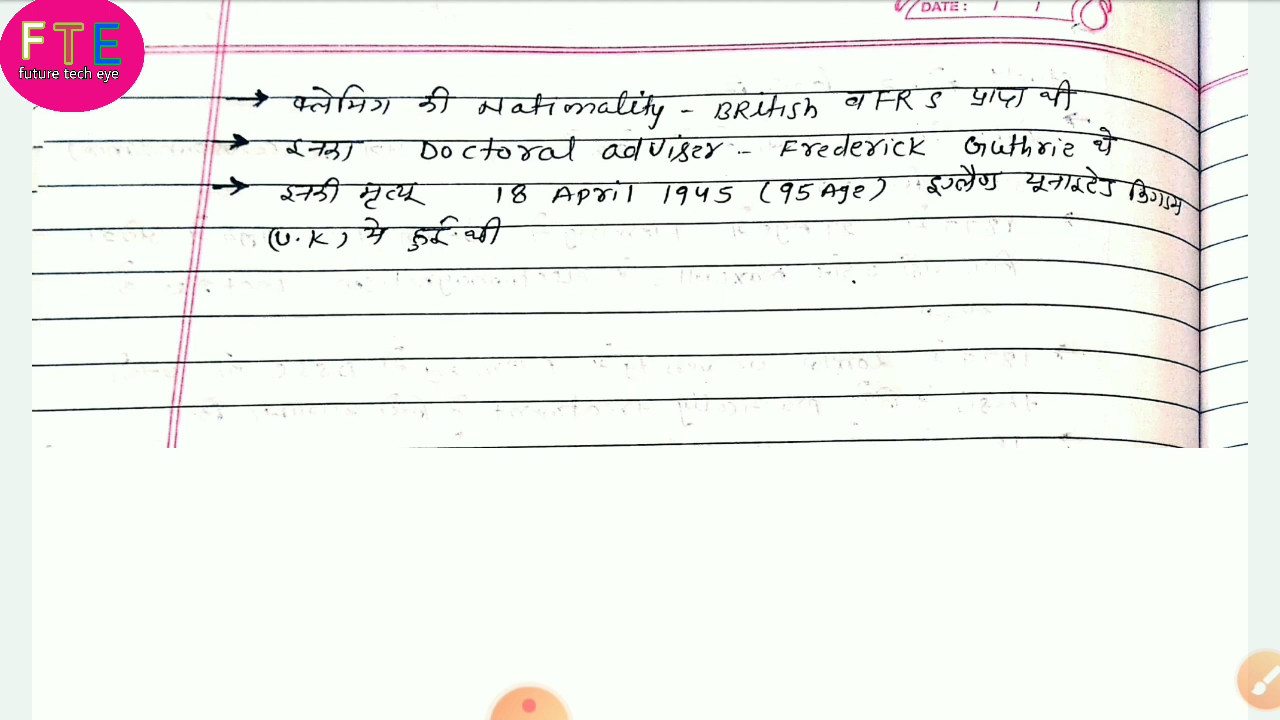 FTE
future tech eye
DATE: / /
→ फ्लेमिग की Nationality - BRitish व FRS प्राप्त थी
→ इनका Doctoral adviser - Frederick Guthrie थे
→ इनकी मृत्यू 18 April 1945 (95 Age) इग्लैण्ड यूनाइटेड किगडम
(U.K) मे हुई थी